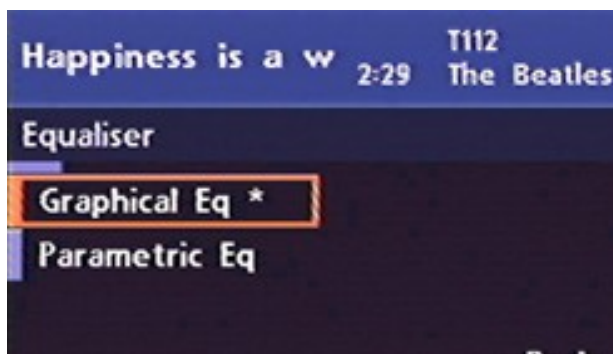 Happiness is a w 2:29 T112
The Beatles
Equaliser
Graphical Eq *
Parametric Eq